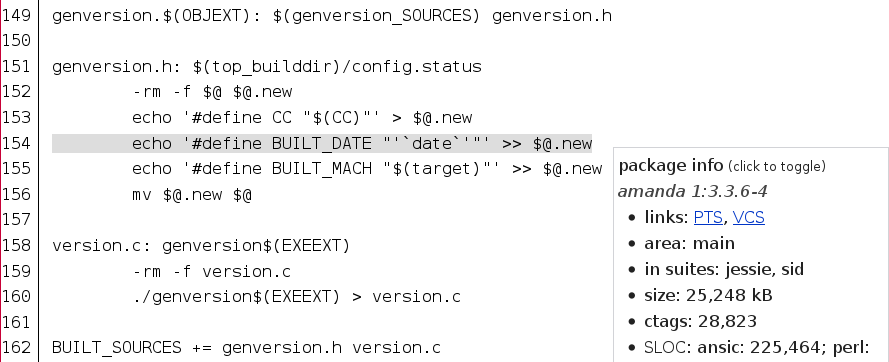 149 genversion.$(OBJEXT): $(genversion_SOURCES) genversion.h
150
151 genversion.h: $(top_builddir)/config.status
152 -rm -f $@ $@.new
153 echo '#define CC "$(CC)"' > $@.new
154 echo '#define BUILT_DATE "'`date`'"' >> $@.new
155 echo '#define BUILT_MACH "$(target)"' >> $@.new
156 mv $@.new $@
157
158 version.c: genversion$(EXEEXT)
159 -rm -f version.c
160 ./genversion$(EXEEXT) > version.c
161
162 BUILT_SOURCES += genversion.h version.c
package info (click to toggle)
amanda 1:3.3.6-4
• links: PTS, VCS
• area: main
• in suites: jessie, sid
• size: 25,248 kB
• ctags: 28,823
• SLOC: ansic: 225,464; perl: